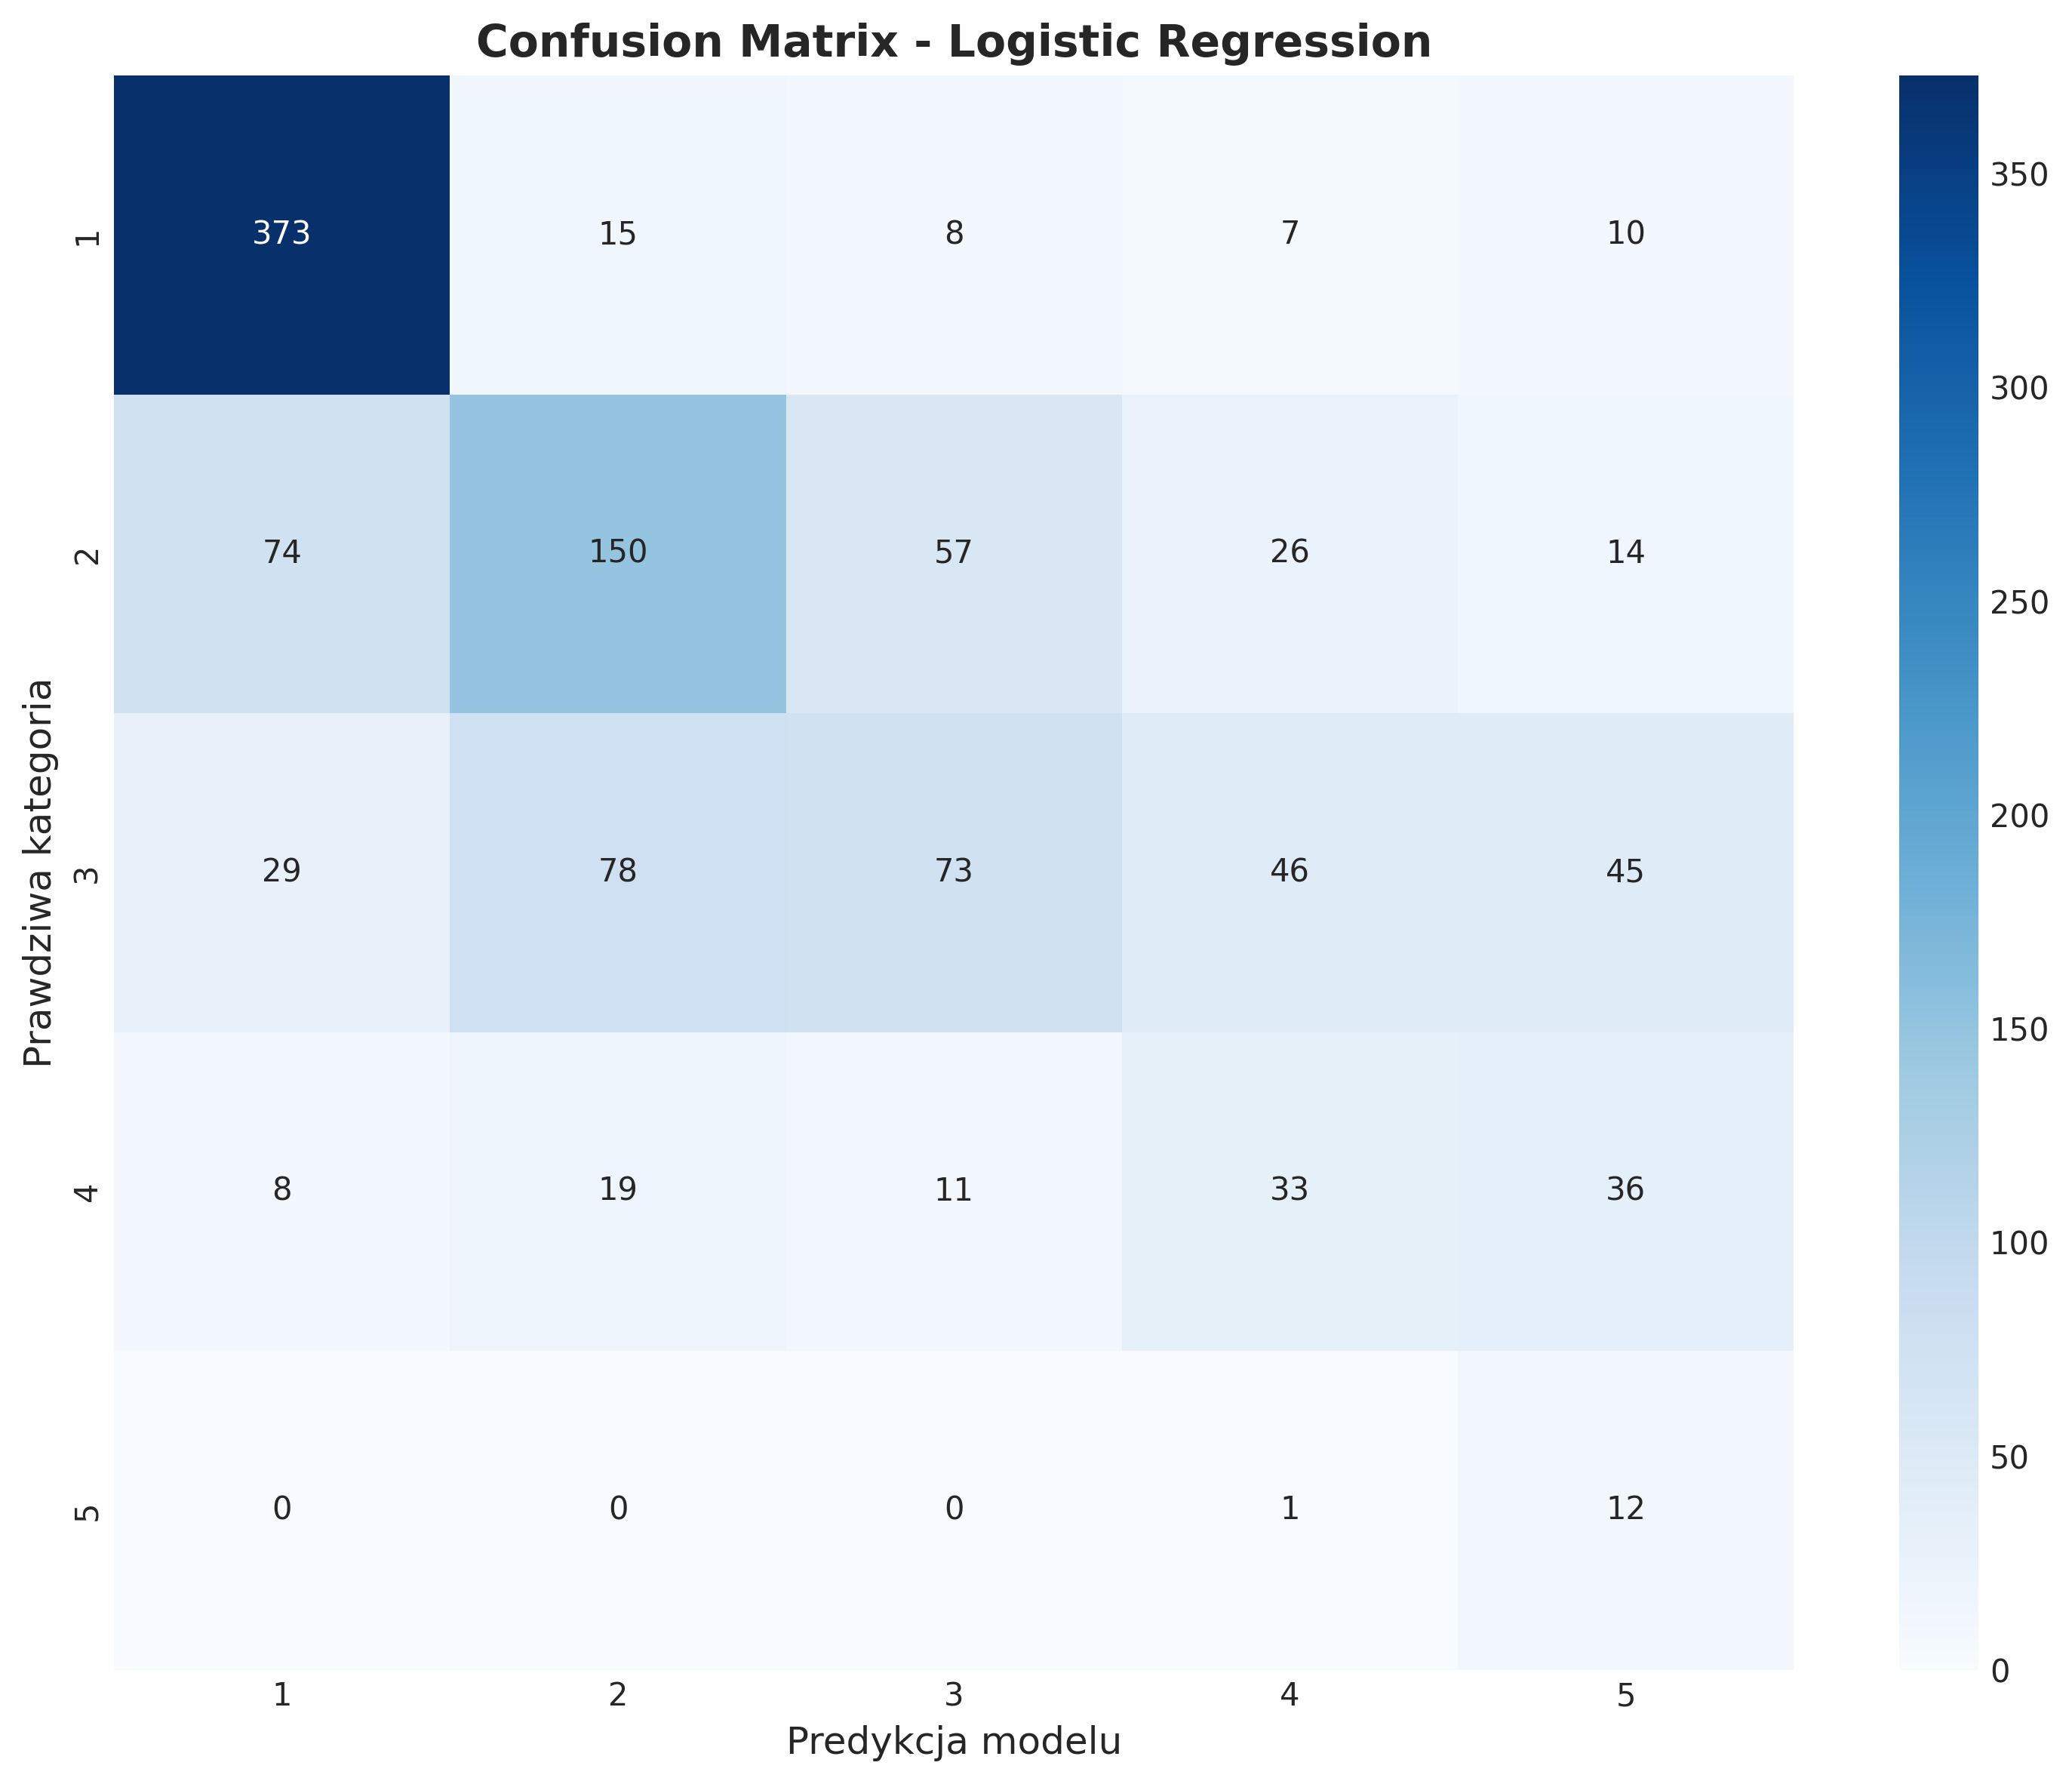 Confusion Matrix - Logistic Regression
373 15 8 7 10
74 150 57 26 14
29 78 73 46 45
8 19 11 33 36
0 0 0 1 12
1
2
3
4
5
Prawdziwa kategoria
1 2 3 4 5
Predykcja modelu
350
300
250
200
150
100
50
0